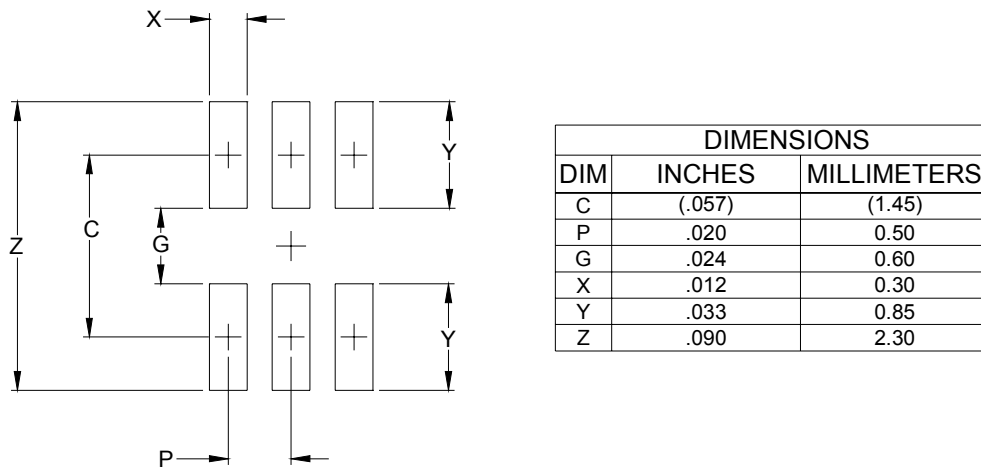 X
Y
Z
C
G
Y
P
DIMENSIONS
DIM INCHES MILLIMETERS
C (.057) (1.45)
P .020 0.50
G .024 0.60
X .012 0.30
Y .033 0.85
Z .090 2.30